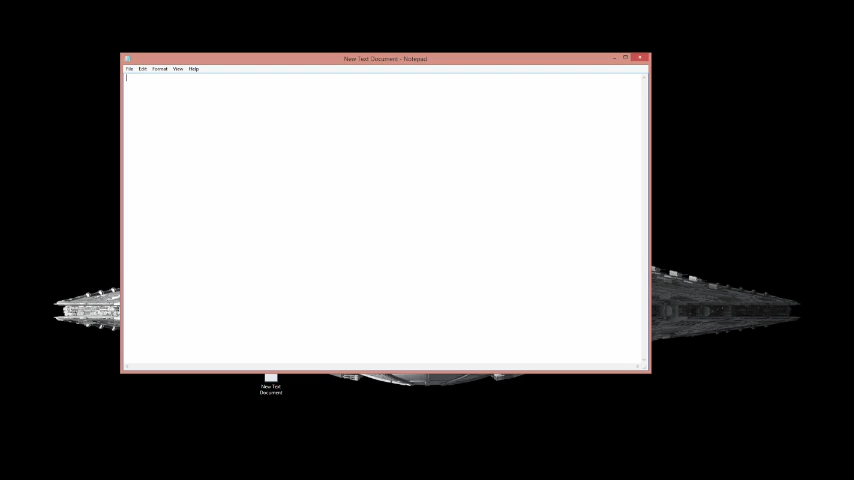 New Text Document - Notepad
File Edit Format View Help
New Text
Document